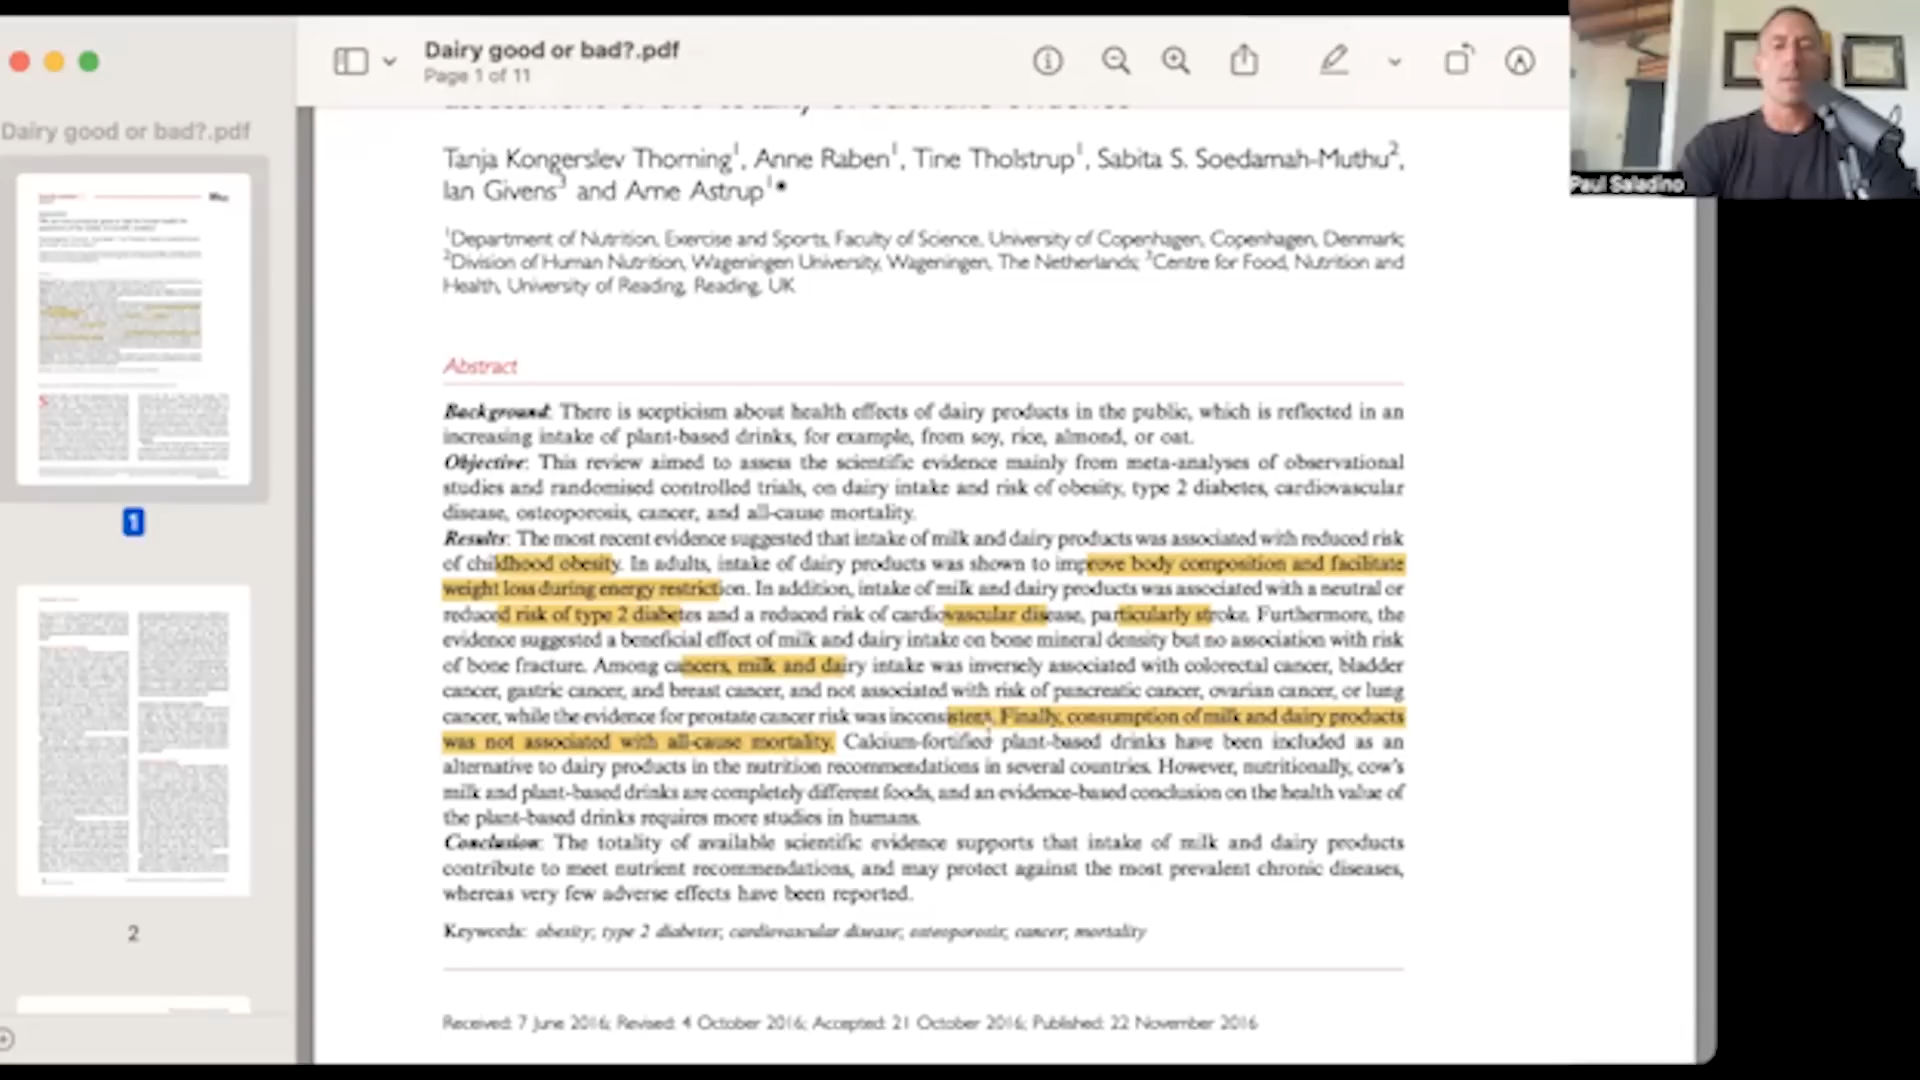 Dairy good or bad?.pdf
Page 1 of 11
Paul Saladino
Dairy good or bad?.pdf
1
2
Tanja Kongerslev Thorning1, Anne Raben1, Tine Tholstrup1, Sabita S. Soedamah-Muthu2,
Ian Givens3 and Arne Astrup1*
1Department of Nutrition, Exercise and Sports, Faculty of Science, University of Copenhagen, Copenhagen, Denmark;
2Division of Human Nutrition, Wageningen University, Wageningen, The Netherlands; 3Centre for Food, Nutrition and
Health, University of Reading, Reading, UK
Abstract
Background: There is scepticism about health effects of dairy products in the public, which is reflected in an
increasing intake of plant-based drinks, for example, from soy, rice, almond, or oat.
Objective: This review aimed to assess the scientific evidence mainly from meta-analyses of observational
studies and randomised controlled trials, on dairy intake and risk of obesity, type 2 diabetes, cardiovascular
disease, osteoporosis, cancer, and all-cause mortality.
Results: The most recent evidence suggested that intake of milk and dairy products was associated with reduced risk
of childhood obesity. In adults, intake of dairy products was shown to improve body composition and facilitate
weight loss during energy restriction. In addition, intake of milk and dairy products was associated with a neutral or
reduced risk of type 2 diabetes and a reduced risk of cardiovascular disease, particularly stroke. Furthermore, the
evidence suggested a beneficial effect of milk and dairy intake on bone mineral density but no association with risk
of bone fracture. Among cancers, milk and dairy intake was inversely associated with colorectal cancer, bladder
cancer, gastric cancer, and breast cancer, and not associated with risk of pancreatic cancer, ovarian cancer, or lung
cancer, while the evidence for prostate cancer risk was inconsistent. Finally, consumption of milk and dairy products
was not associated with all-cause mortality. Calcium-fortified plant-based drinks have been included as an
alternative to dairy products in the nutrition recommendations in several countries. However, nutritionally, cow's
milk and plant-based drinks are completely different foods, and an evidence-based conclusion on the health value of
the plant-based drinks requires more studies in humans.
Conclusion: The totality of available scientific evidence supports that intake of milk and dairy products
contribute to meet nutrient recommendations, and may protect against the most prevalent chronic diseases,
whereas very few adverse effects have been reported.
Keywords: obesity; type 2 diabetes; cardiovascular disease; osteoporosis; cancer; mortality
Received: 7 June 2016; Revised: 4 October 2016; Accepted: 21 October 2016; Published: 22 November 2016